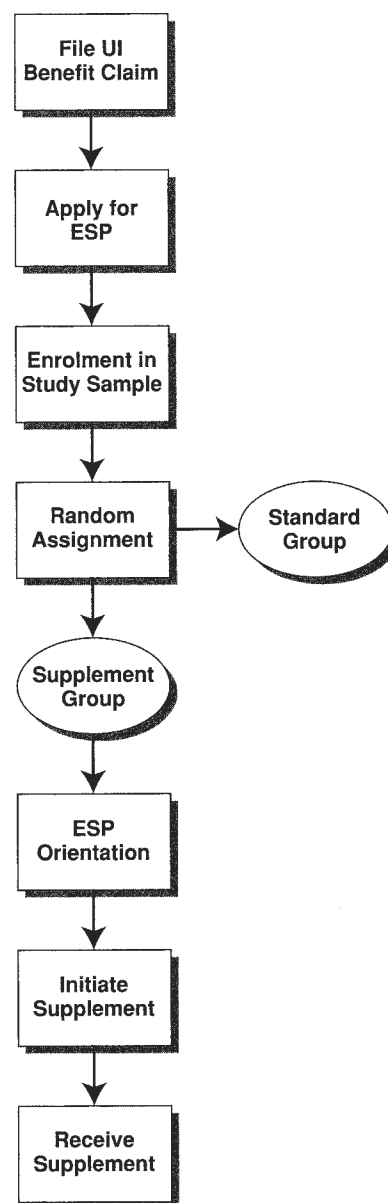 File UI
Benefit Claim
Apply for
ESP
Enrolment in
Study Sample
Random
Assignment
Standard
Group
Supplement
Group
ESP
Orientation
Initiate
Supplement
Receive
Supplement